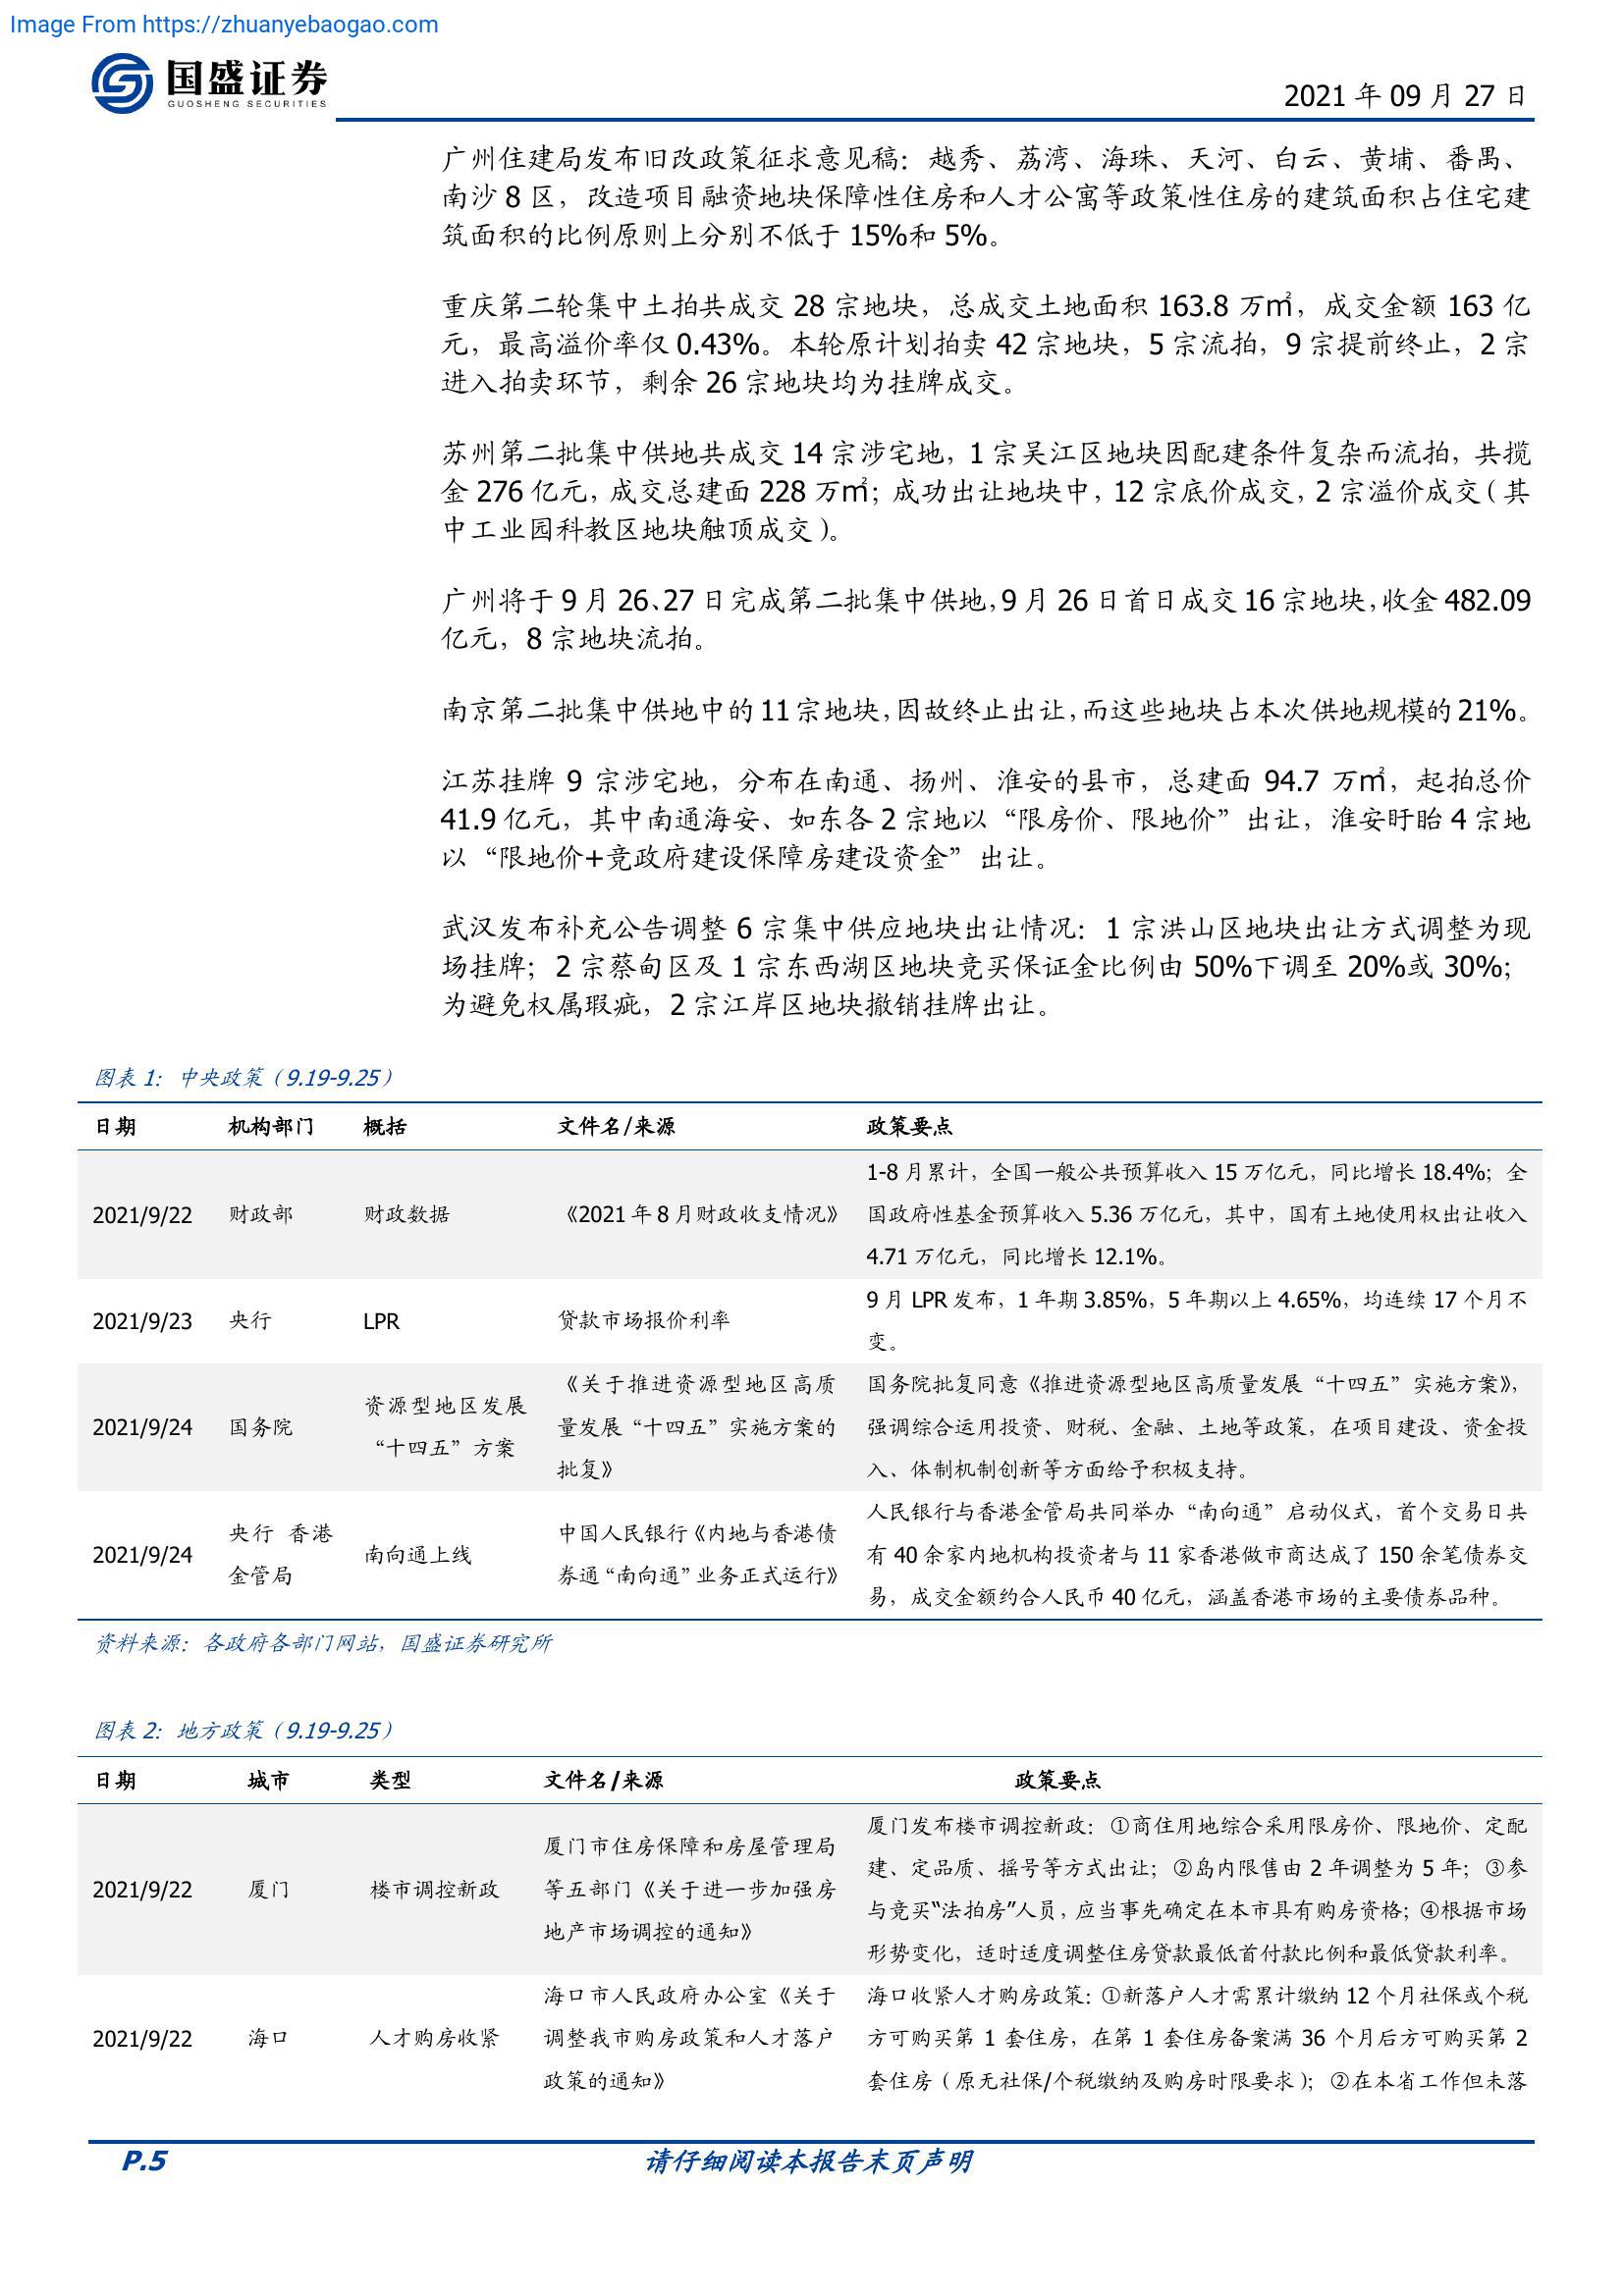 Image From https://zhuanyebaogao.com
国盛证券
GUOSHENG SECURITIES
2021 年 09 月 27 日
广州住建局发布旧改政策征求意见稿：越秀、荔湾、海珠、天河、白云、黄埔、番禺、
南沙 8 区，改造项目融资地块保障性住房和人才公寓等政策性住房的建筑面积占住宅建
筑面积的比例原则上分别不低于 15%和 5%。
重庆第二轮集中土拍共成交 28 宗地块，总成交土地面积 163.8 万㎡，成交金额 163 亿
元，最高溢价率仅 0.43%。本轮原计划拍卖 42 宗地块，5 宗流拍，9 宗提前终止，2 宗
进入拍卖环节，剩余 26 宗地块均为挂牌成交。
苏州第二批集中供地共成交 14 宗涉宅地，1 宗吴江区地块因配建条件复杂而流拍，共揽
金 276 亿元，成交总建面 228 万㎡；成功出让地块中，12 宗底价成交，2 宗溢价成交（其
中工业园科教区地块触顶成交）。
广州将于 9 月 26、27 日完成第二批集中供地，9 月 26 日首日成交 16 宗地块，收金 482.09
亿元，8 宗地块流拍。
南京第二批集中供地中的 11 宗地块，因故终止出让，而这些地块占本次供地规模的 21%。
江苏挂牌 9 宗涉宅地，分布在南通、扬州、淮安的县市，总建面 94.7 万㎡，起拍总价
41.9 亿元，其中南通海安、如东各 2 宗地以“限房价、限地价”出让，淮安盱眙 4 宗地
以“限地价+竞政府建设保障房建设资金”出让。
武汉发布补充公告调整 6 宗集中供应地块出让情况：1 宗洪山区地块出让方式调整为现
场挂牌；2 宗蔡甸区及 1 宗东西湖区地块竞买保证金比例由 50%下调至 20%或 30%；
为避免权属瑕疵，2 宗江岸区地块撤销挂牌出让。
图表 1：中央政策（9.19-9.25）
日期 机构部门 概括 文件名/来源 政策要点
2021/9/22 财政部 财政数据 《2021 年 8 月财政收支情况》
1-8 月累计，全国一般公共预算收入 15 万亿元，同比增长 18.4%；全
国政府性基金预算收入 5.36 万亿元，其中，国有土地使用权出让收入
4.71 万亿元，同比增长 12.1%。
2021/9/23 央行 LPR 贷款市场报价利率
9 月 LPR 发布，1 年期 3.85%，5 年期以上 4.65%，均连续 17 个月不
变。
2021/9/24 国务院
资源型地区发展
“十四五”方案
《关于推进资源型地区高质
量发展“十四五”实施方案的
批复》
国务院批复同意《推进资源型地区高质量发展“十四五”实施方案》，
强调综合运用投资、财税、金融、土地等政策，在项目建设、资金投
入、体制机制创新等方面给予积极支持。
2021/9/24
央行 香港
金管局
南向通上线
中国人民银行《内地与香港债
券通“南向通”业务正式运行》
人民银行与香港金管局共同举办“南向通”启动仪式，首个交易日共
有 40 余家内地机构投资者与 11 家香港做市商达成了 150 余笔债券交
易，成交金额约合人民币 40 亿元，涵盖香港市场的主要债券品种。
资料来源：各政府各部门网站，国盛证券研究所
图表 2：地方政策（9.19-9.25）
日期 城市 类型 文件名/来源 政策要点
2021/9/22 厦门 楼市调控新政
厦门市住房保障和房屋管理局
等五部门《关于进一步加强房
地产市场调控的通知》
厦门发布楼市调控新政：①商住用地综合采用限房价、限地价、定配
建、定品质、摇号等方式出让；②岛内限售由 2 年调整为 5 年；③参
与竞买“法拍房”人员，应当事先确定在本市具有购房资格；④根据市场
形势变化，适时适度调整住房贷款最低首付款比例和最低贷款利率。
2021/9/22 海口 人才购房收紧
海口市人民政府办公室《关于
调整我市购房政策和人才落户
政策的通知》
海口收紧人才购房政策：①新落户人才需累计缴纳 12 个月社保或个税
方可购买第 1 套住房，在第 1 套住房备案满 36 个月后方可购买第 2
套住房（原无社保/个税缴纳及购房时限要求）；②在本省工作但未落
P.5
请仔细阅读本报告末页声明